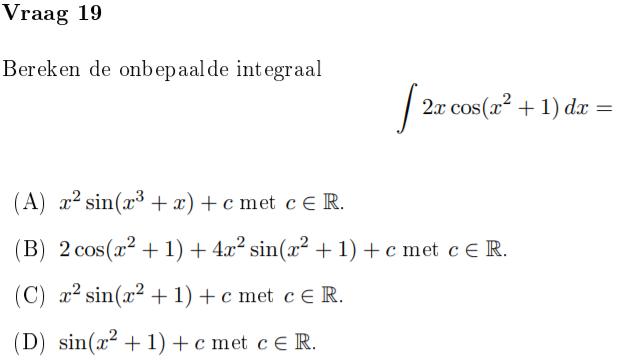 Vraag 19
Bereken de onbepaalde integraal
∫ 2x cos(x² + 1) dx =
(A) x² sin(x³ + x) + c met c ∈ ℝ.
(B) 2 cos(x² + 1) + 4x² sin(x² + 1) + c met c ∈ ℝ.
(C) x² sin(x² + 1) + c met c ∈ ℝ.
(D) sin(x² + 1) + c met c ∈ ℝ.